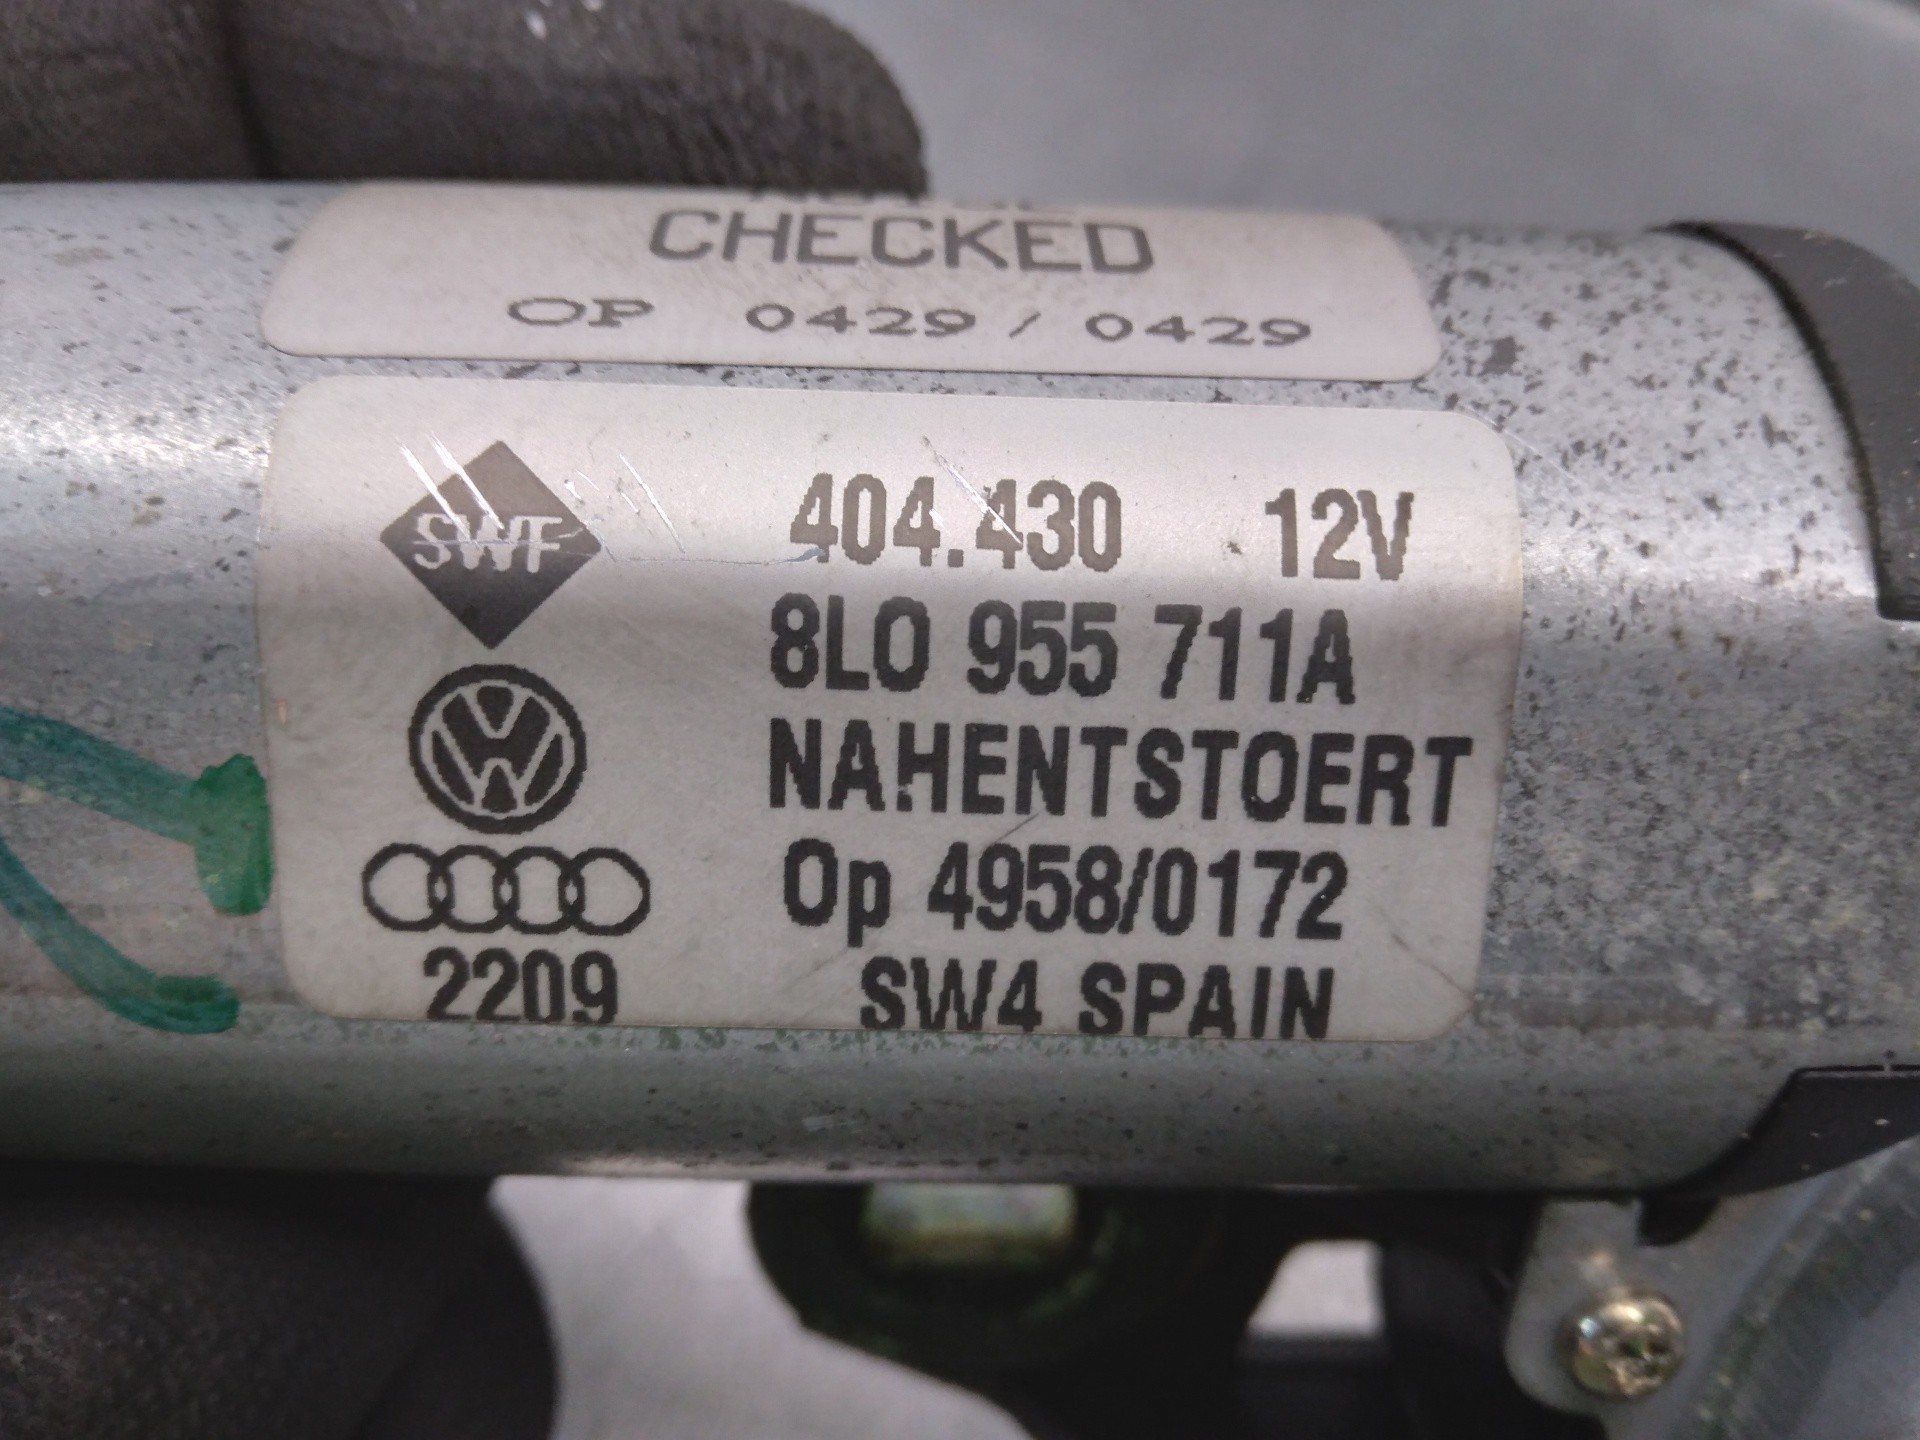 CHECKED
OP 0429 / 0429
SWF 404.430 12V
8L0 955 711A
NAHENTSTOERT
Op 4958/0172
2209 SW4 SPAIN